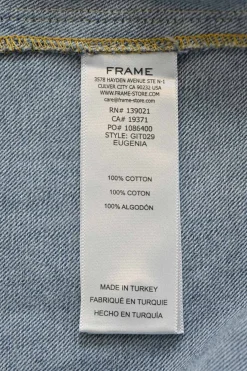 FRAME
3578 HAYDEN AVENUE STE N-1
CULVER CITY CA 90232 USA
WWW.FRAME-STORE.COM
care@frame-store.com
RN# 139021
CA# 19371
PO# 1086400
STYLE: GIT029
EUGENIA
100% COTTON
100% COTON
100% ALGODÓN
MADE IN TURKEY
FABRIQUÉ EN TURQUIE
HECHO EN TURQUÍA